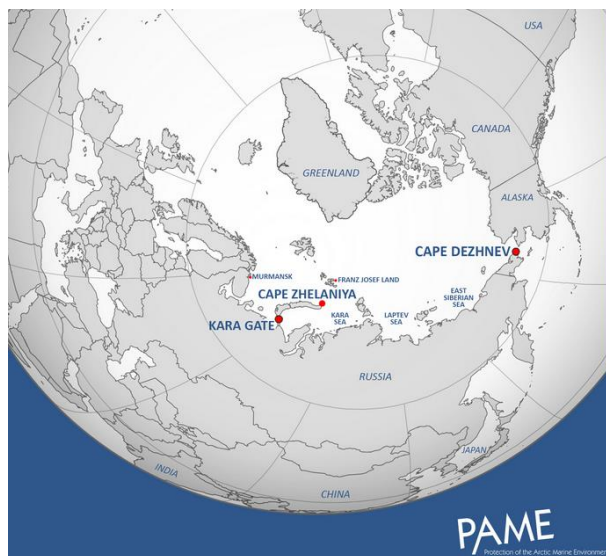 USA
CANADA
GREENLAND
ALASKA
CAPE DEZHNEV
MURMANSK
FRANZ JOSEF LAND
CAPE ZHELANIYA
EAST
SIBERIAN
SEA
KARA
SEA
LAPTEV
SEA
KARA GATE
RUSSIA
JAPAN
INDIA
CHINA
PAME
Protection of the Arctic Marine Environment